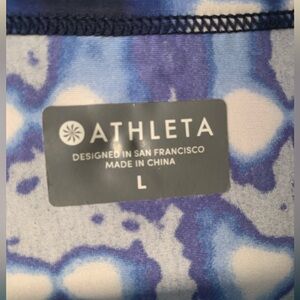 ATHLETA
DESIGNED IN SAN FRANCISCO
MADE IN CHINA
L